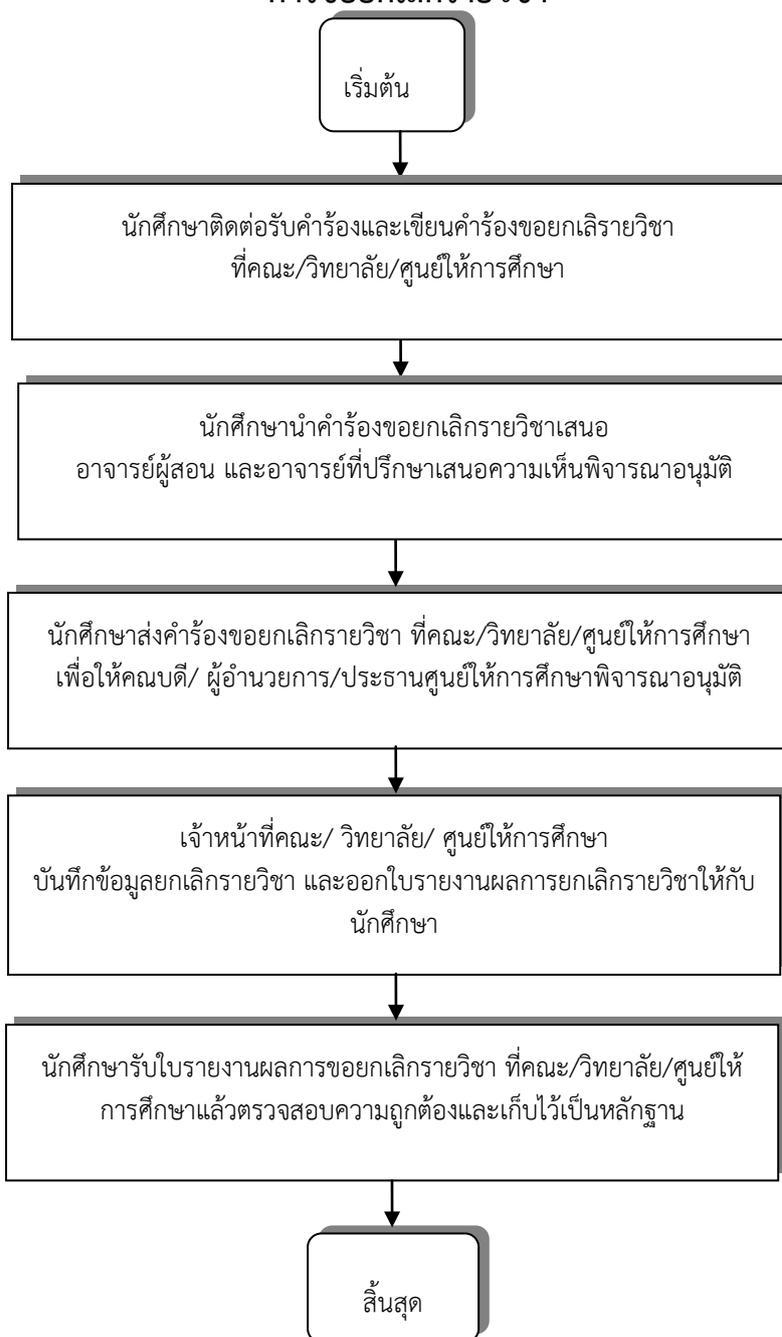 เริ่มต้น
นักศึกษาติดต่อรับคำร้องและเขียนคำร้องขอยกเลิรายวิชา
ที่คณะ/วิทยาลัย/ศูนย์ให้การศึกษา
นักศึกษานำคำร้องขอยกเลิกรายวิชาเสนอ
อาจารย์ผู้สอน และอาจารย์ที่ปรึกษาเสนอความเห็นพิจารณาอนุมัติ
นักศึกษาส่งคำร้องขอยกเลิกรายวิชา ที่คณะ/วิทยาลัย/ศูนย์ให้การศึกษา
เพื่อให้คณบดี/ ผู้อำนวยการ/ประธานศูนย์ให้การศึกษาพิจารณาอนุมัติ
เจ้าหน้าที่คณะ/ วิทยาลัย/ ศูนย์ให้การศึกษา
บันทึกข้อมูลยกเลิกรายวิชา และออกใบรายงานผลการยกเลิกรายวิชาให้กับ
นักศึกษา
นักศึกษารับใบรายงานผลการขอยกเลิกรายวิชา ที่คณะ/วิทยาลัย/ศูนย์ให้
การศึกษาแล้วตรวจสอบความถูกต้องและเก็บไว้เป็นหลักฐาน
สิ้นสุด